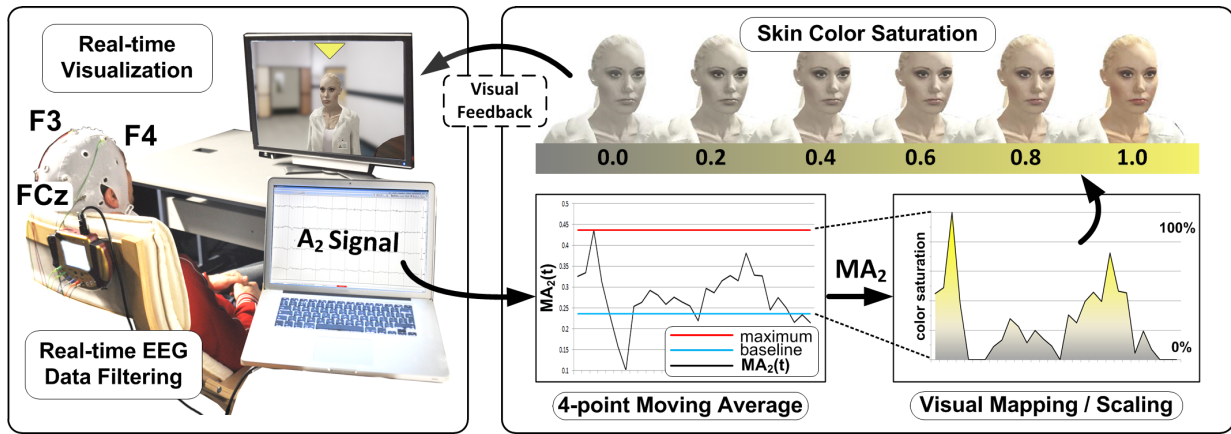 Real-time
Visualization
F3
F4
FCz
A₂ Signal
Real-time EEG
Data Filtering
Visual
Feedback
Skin Color Saturation
0.0 0.2 0.4 0.6 0.8 1.0
MA₂(t)
0.5
0.45
0.4
0.35
0.3
0.25
0.2
0.15
0.1
maximum
baseline
MA₂(t)
4-point Moving Average
MA₂
color saturation
100%
0%
Visual Mapping / Scaling